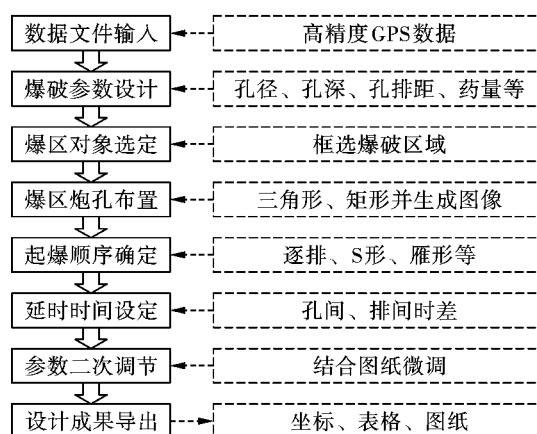 数据文件输入 高精度GPS数据
爆破参数设计 孔径、孔深、孔排距、药量等
爆区对象选定 框选爆破区域
爆区炮孔布置 三角形、矩形并生成图像
起爆顺序确定 逐排、S形、雁形等
延时时间设定 孔间、排间时差
参数二次调节 结合图纸微调
设计成果导出 坐标、表格、图纸